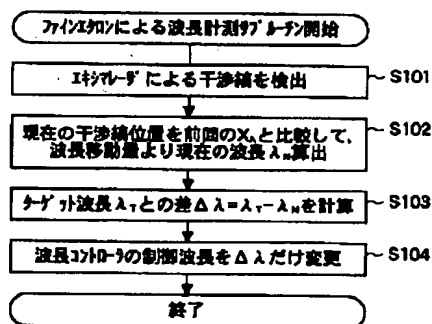 ファインエタロンによる波長計測サブルーチン開始
エキシマレーザによる干渉縞を検出
S101
現在の干渉縞位置を前回のX₀と比較して、
波長移動量より現在の波長λN算出
S102
ターゲット波長λTとの差Δλ=λT-λNを計算
S103
波長コントローラの制御波長をΔλだけ変更
S104
終了